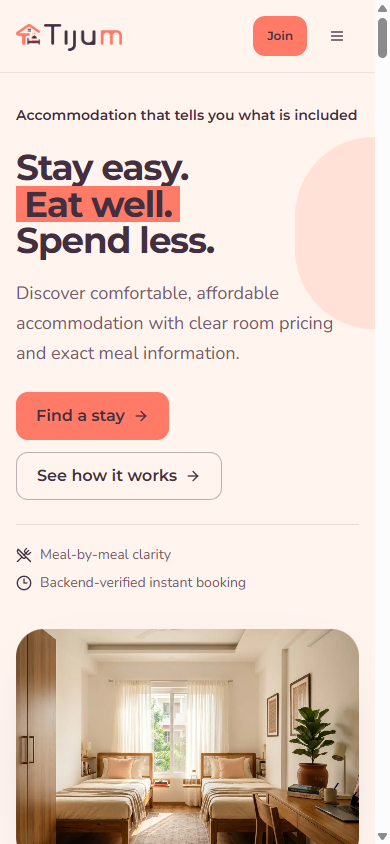 Tijum
Join
Accommodation that tells you what is included
Stay easy.
Eat well.
Spend less.
Discover comfortable, affordable
accommodation with clear room pricing
and exact meal information.
Find a stay →
See how it works →
Meal-by-meal clarity
Backend-verified instant booking